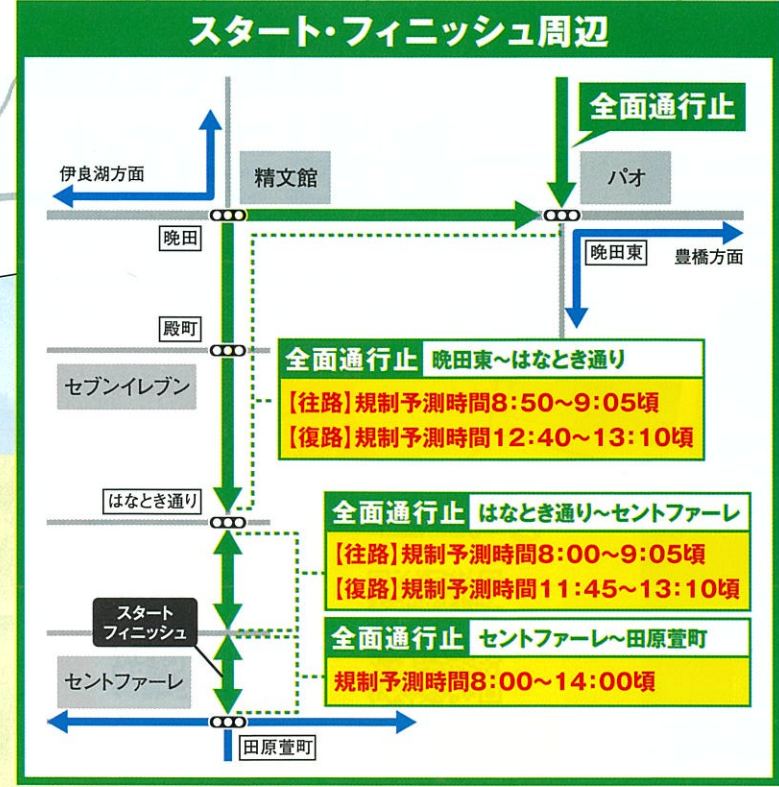 スタート・フィニッシュ周辺
全面通行止
伊良湖方面
精文館
パオ
晩田
晩田東
豊橋方面
殿町
セブンイレブン
全面通行止 晩田東～はなとき通り
【往路】規制予測時間8:50～9:05頃
【復路】規制予測時間12:40～13:10頃
はなとき通り
全面通行止 はなとき通り～セントファーレ
【往路】規制予測時間8:00～9:05頃
【復路】規制予測時間11:45～13:10頃
スタート
フィニッシュ
セントファーレ
全面通行止 セントファーレ～田原萱町
規制予測時間8:00～14:00頃
田原萱町